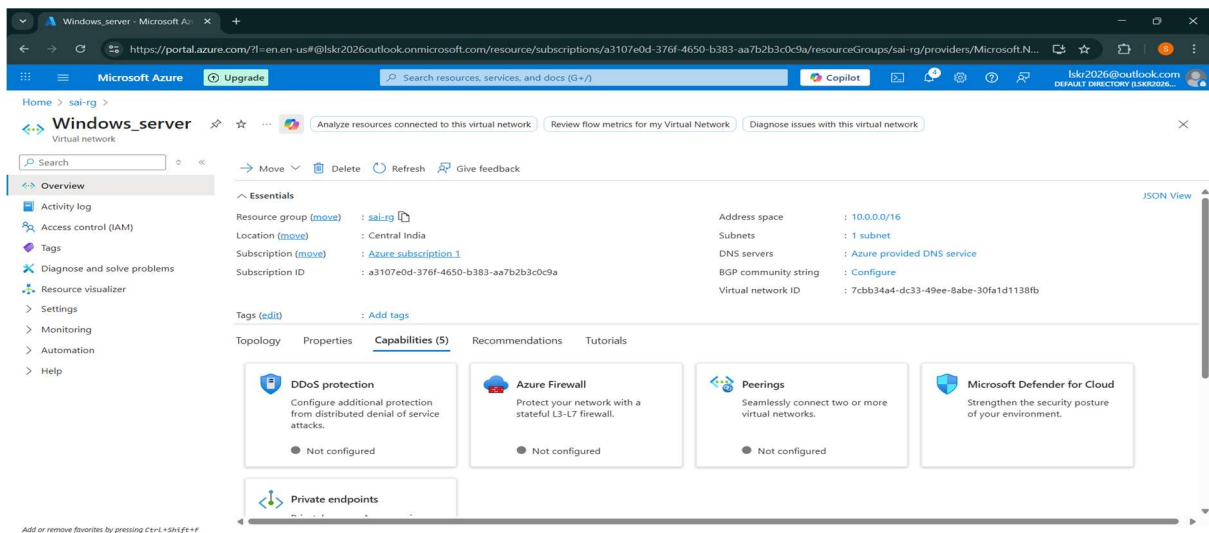 Windows_server - Microsoft Az
https://portal.azure.com/?l=en.en-us#@lskr2026outlook.onmicrosoft.com/resource/subscriptions/a3107e0d-376f-4650-b383-aa7b2b3c0c9a/resourceGroups/sai-rg/providers/Microsoft.N...
S
Microsoft Azure
Upgrade
Search resources, services, and docs (G+/)
Copilot
4
lskr2026@outlook.com
DEFAULT DIRECTORY (LSKR2026...
Home > sai-rg >
Windows_server
Virtual network
Analyze resources connected to this virtual network
Review flow metrics for my Virtual Network
Diagnose issues with this virtual network
Search
Move
Delete
Refresh
Give feedback
Overview
Activity log
Access control (IAM)
Tags
Diagnose and solve problems
Resource visualizer
Settings
Monitoring
Automation
Help
Essentials
JSON View
Resource group (move) : sai-rg
Location (move) : Central India
Subscription (move) : Azure subscription 1
Subscription ID : a3107e0d-376f-4650-b383-aa7b2b3c0c9a
Address space : 10.0.0.0/16
Subnets : 1 subnet
DNS servers : Azure provided DNS service
BGP community string : Configure
Virtual network ID : 7cbb34a4-dc33-49ee-8abe-30fa1d1138fb
Tags (edit) : Add tags
Topology Properties Capabilities (5) Recommendations Tutorials
DDoS protection
Configure additional protection
from distributed denial of service
attacks.
Not configured
Azure Firewall
Protect your network with a
stateful L3-L7 firewall.
Not configured
Peerings
Seamlessly connect two or more
virtual networks.
Not configured
Microsoft Defender for Cloud
Strengthen the security posture
of your environment.
Private endpoints
Add or remove favorites by pressing Ctrl+Shift+F